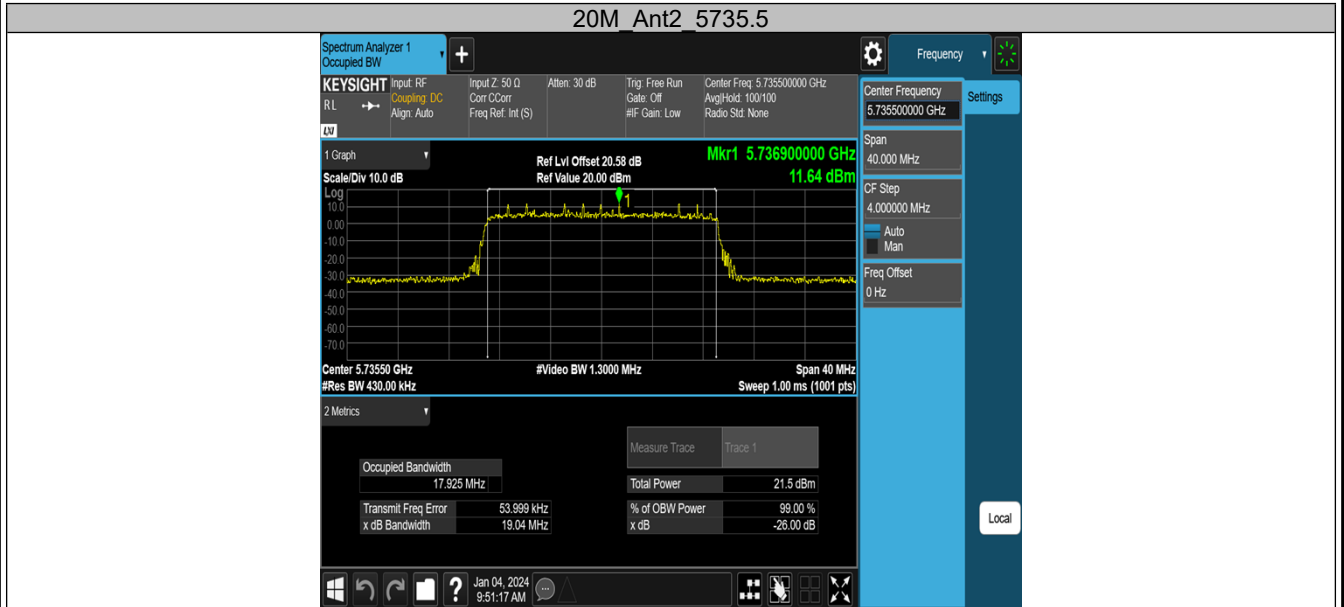 20M_Ant2_5735.5
Spectrum Analyzer 1
Occupied BW
+
Frequency
KEYSIGHT
RL
LXI
Input: RF
Coupling: DC
Align: Auto
Input Z: 50 Ω
Corr CCorr
Freq Ref: Int (S)
Atten: 30 dB
Trig: Free Run
Gate: Off
#IF Gain: Low
Center Freq: 5.735500000 GHz
Avg|Hold: 100/100
Radio Std: None
Center Frequency
5.735500000 GHz
Settings
Span
40.000 MHz
CF Step
4.000000 MHz
Auto
Man
Freq Offset
0 Hz
Local
1 Graph
Scale/Div 10.0 dB
Ref Lvl Offset 20.58 dB
Ref Value 20.00 dBm
Mkr1 5.736900000 GHz
11.64 dBm
Log
10.0
0.00
-10.0
-20.0
-30.0
-40.0
-50.0
-60.0
-70.0
1
Center 5.73550 GHz
#Res BW 430.00 kHz
#Video BW 1.3000 MHz
Span 40 MHz
Sweep 1.00 ms (1001 pts)
2 Metrics
Measure Trace Trace 1
Occupied Bandwidth
17.925 MHz
Total Power 21.5 dBm
Transmit Freq Error 53.999 kHz
% of OBW Power 99.00 %
x dB Bandwidth 19.04 MHz
x dB -26.00 dB
?
Jan 04, 2024
9:51:17 AM